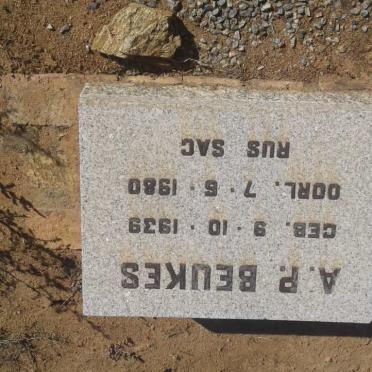 A. P. BEUKES
GEB. 9 · 10 · 1939
OORL. 7 · 6 · 1980
RUS SAG